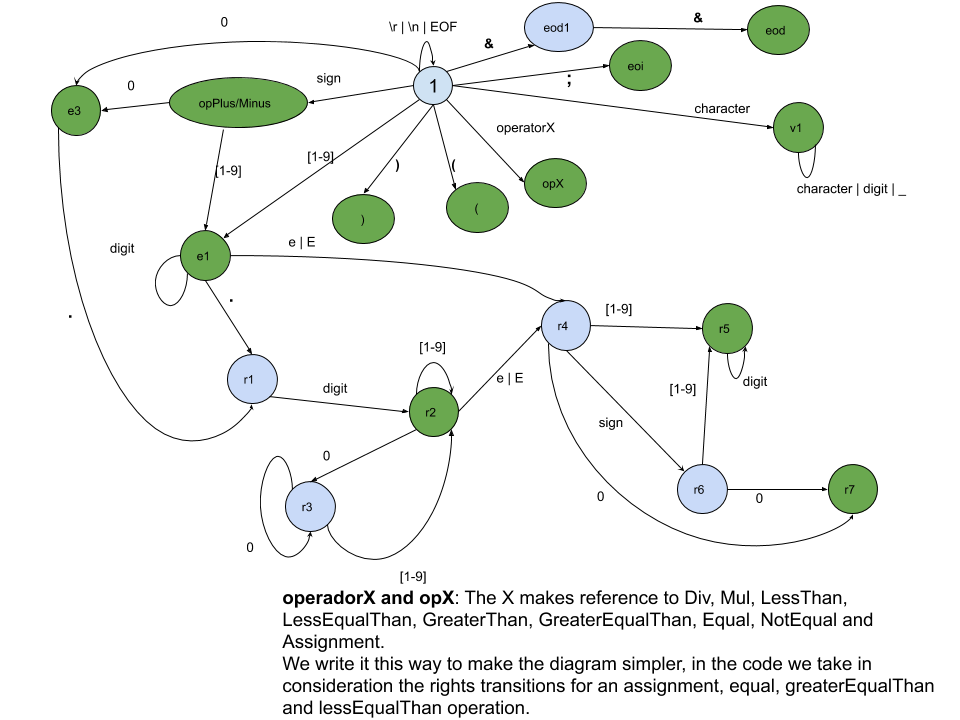 0
\r | \n | EOF
eod1
&
eod
&
eoi
;
sign
1
0
opPlus/Minus
e3
character
v1
operatorX
[1-9]
[1-9]
)
(
opX
character | digit | _
)
(
digit
e | E
e1
.
[1-9]
.
r4
r5
[1-9]
r1
digit
[1-9]
digit
e | E
r2
sign
0
r3
r6
0
r7
0
0
[1-9]
operadorX and opX: The X makes reference to Div, Mul, LessThan,
LessEqualThan, GreaterThan, GreaterEqualThan, Equal, NotEqual and
Assignment.
We write it this way to make the diagram simpler, in the code we take in
consideration the rights transitions for an assignment, equal, greaterEqualThan
and lessEqualThan operation.